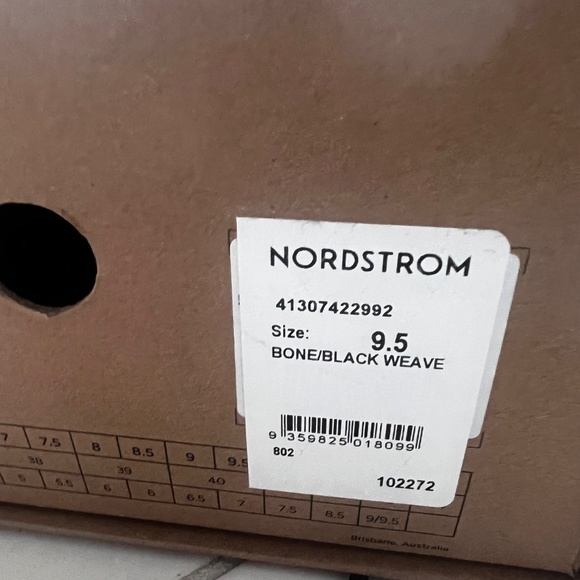 NORDSTROM
41307422992
Size: 9.5
BONE/BLACK WEAVE
9 359825 018099
802
102272
7 7.5 8 8.5 9 9.5
38 39 40
5 5.5 6 6 6.5 7 7.5 8.5 9/9.5
Brisbane, Australia